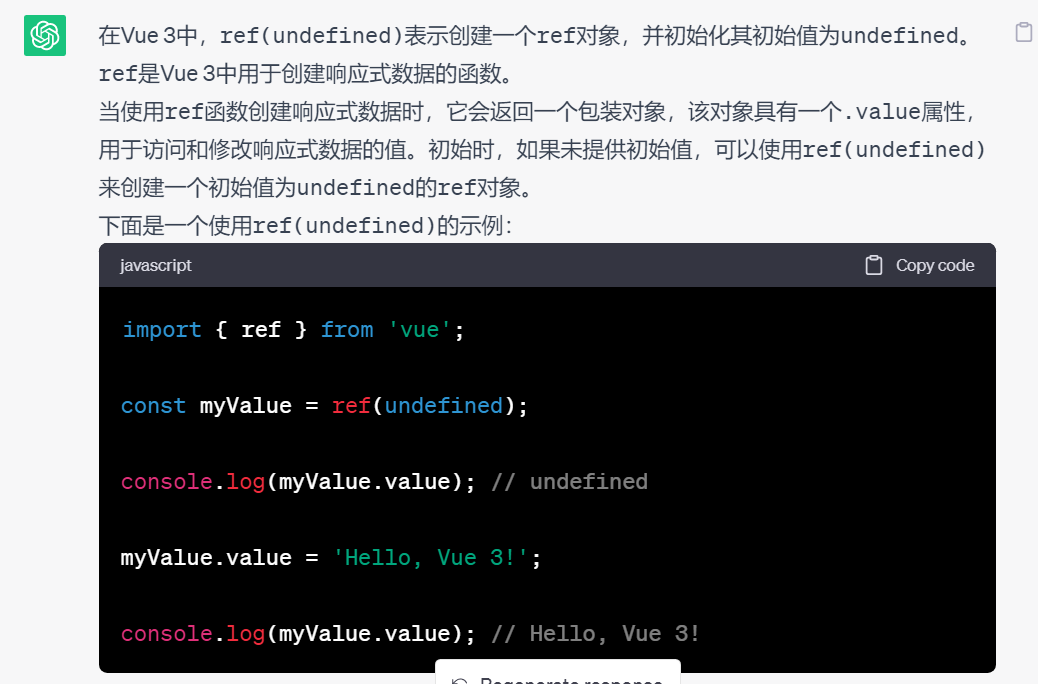 在Vue 3中，ref(undefined)表示创建一个ref对象，并初始化其初始值为undefined。
ref是Vue 3中用于创建响应式数据的函数。
当使用ref函数创建响应式数据时，它会返回一个包装对象，该对象具有一个.value属性，
用于访问和修改响应式数据的值。初始时，如果未提供初始值，可以使用ref(undefined)
来创建一个初始值为undefined的ref对象。
下面是一个使用ref(undefined)的示例：
javascript Copy code
import { ref } from 'vue';
const myValue = ref(undefined);
console.log(myValue.value); // undefined
myValue.value = 'Hello, Vue 3!';
console.log(myValue.value); // Hello, Vue 3!
Regenerate response